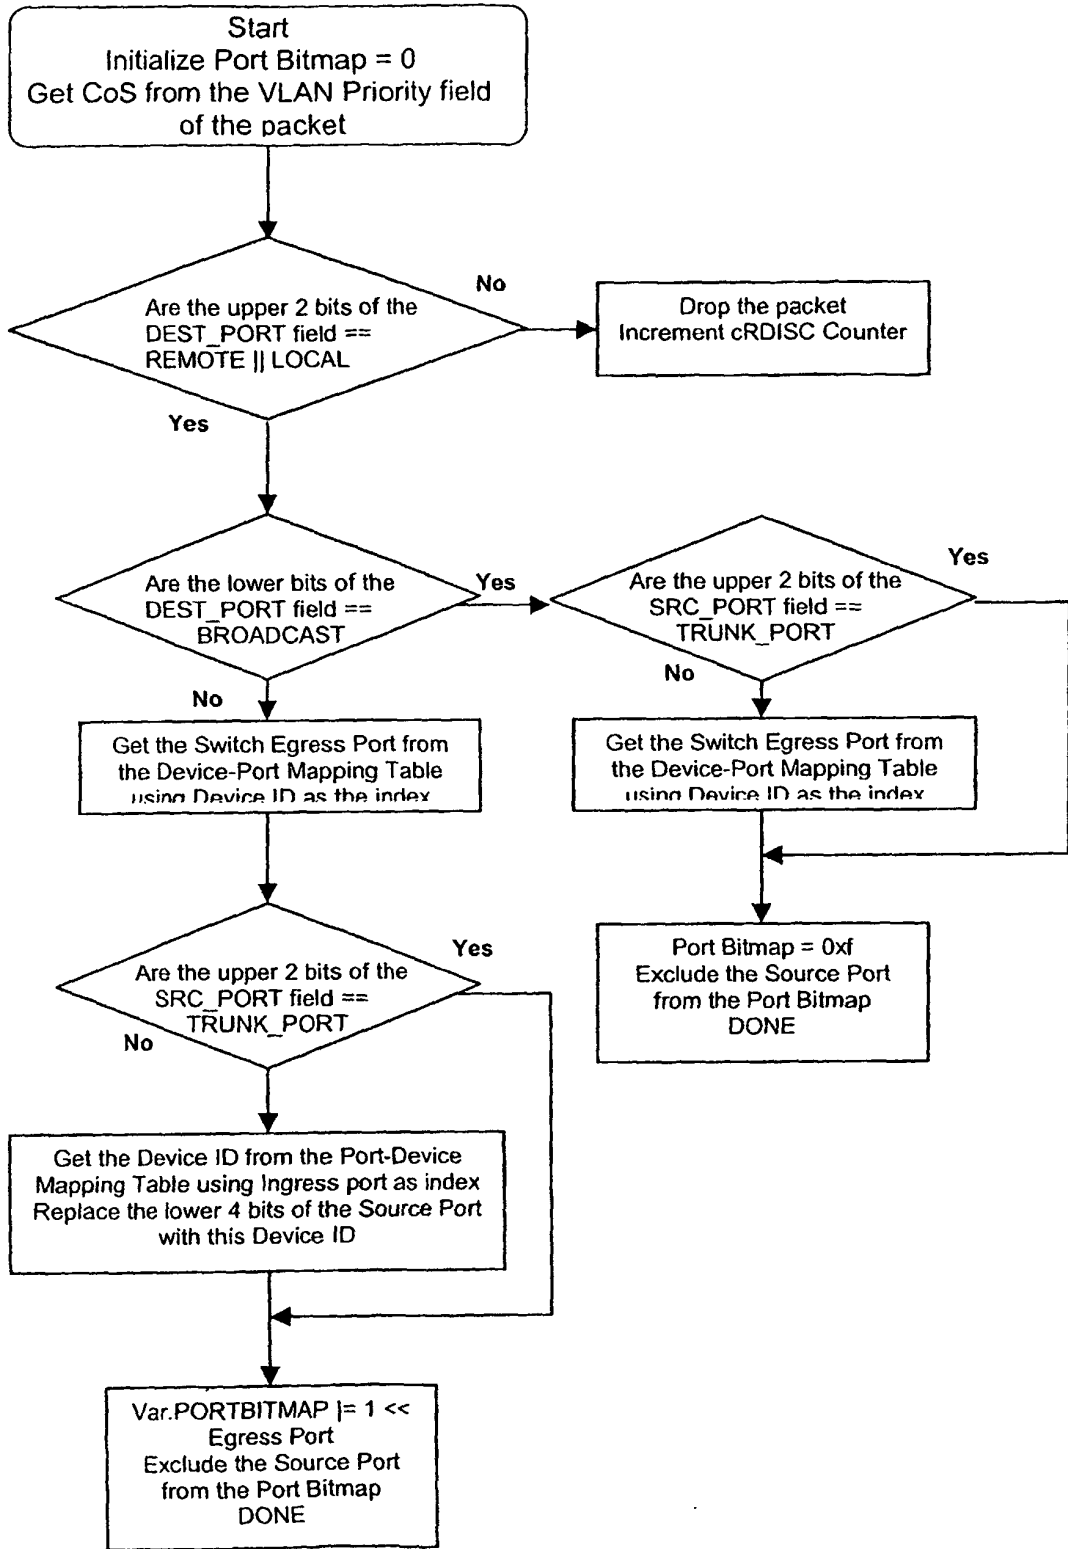 Start
Initialize Port Bitmap = 0
Get CoS from the VLAN Priority field
of the packet
Are the upper 2 bits of the
DEST_PORT field ==
REMOTE || LOCAL
No
Drop the packet
Increment cRDISC Counter
Yes
Are the lower bits of the
DEST_PORT field ==
BROADCAST
Yes
Are the upper 2 bits of the
SRC_PORT field ==
TRUNK_PORT
Yes
No
No
Get the Switch Egress Port from
the Device-Port Mapping Table
using Device ID as the index
Get the Switch Egress Port from
the Device-Port Mapping Table
using Device ID as the index
Are the upper 2 bits of the
SRC_PORT field ==
TRUNK_PORT
Yes
No
Port Bitmap = 0xf
Exclude the Source Port
from the Port Bitmap
DONE
Get the Device ID from the Port-Device
Mapping Table using Ingress port as index
Replace the lower 4 bits of the Source Port
with this Device ID
Var.PORTBITMAP |= 1 <<
Egress Port
Exclude the Source Port
from the Port Bitmap
DONE